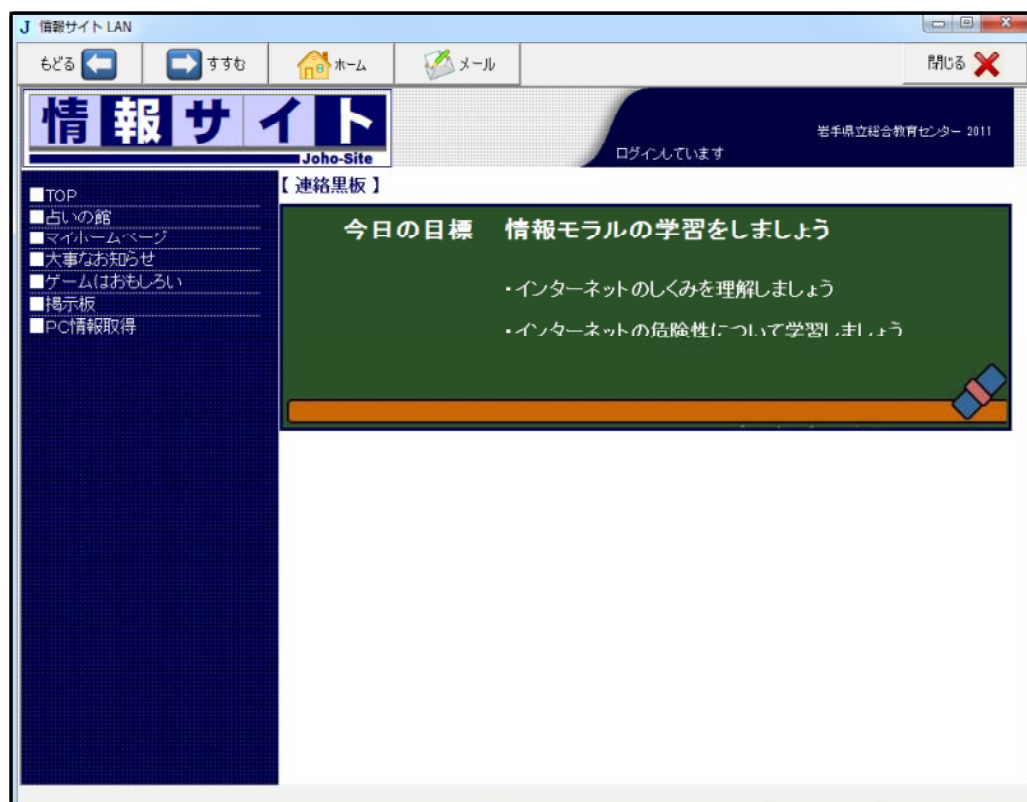 J 情報サイト LAN
もどる すすむ ホーム メール 閉じる
情報サイト
Joho-Site
岩手県立総合教育センター 2011
ログインしています
【 連絡黒板 】
■TOP
■占いの館
■マイホームページ
■大事なお知らせ
■ゲームはおもしろい
■掲示板
■PC情報取得
今日の目標 情報モラルの学習をしましょう
・インターネットのしくみを理解しましょう
・インターネットの危険性について学習しましょう